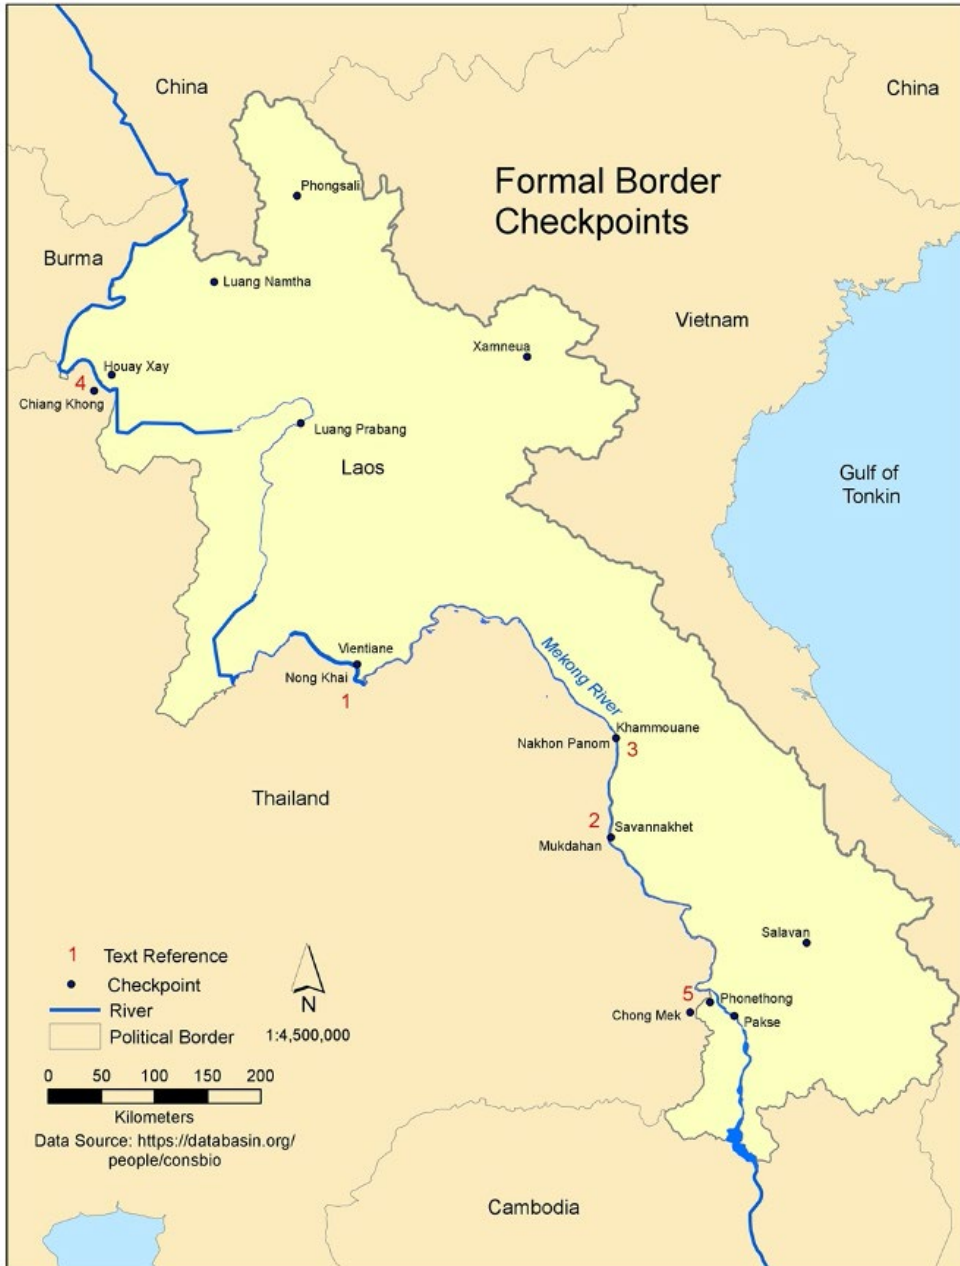 China
China
Phongsali
Formal Border
Checkpoints
Burma
Luang Namtha
Vietnam
Xamneua
Houay Xay
4
Chiang Khong
Luang Prabang
Laos
Gulf of
Tonkin
Mekong River
Vientiane
Nong Khai
1
Khammouane
Nakhon Panom
3
Thailand
2
Savannakhet
Mukdahan
Salavan
5
Phonethong
Chong Mek
Pakse
1 Text Reference
Checkpoint
River
Political Border
N
1:4,500,000
0 50 100 150 200
Kilometers
Data Source: https://databasin.org/
people/consbio
Cambodia